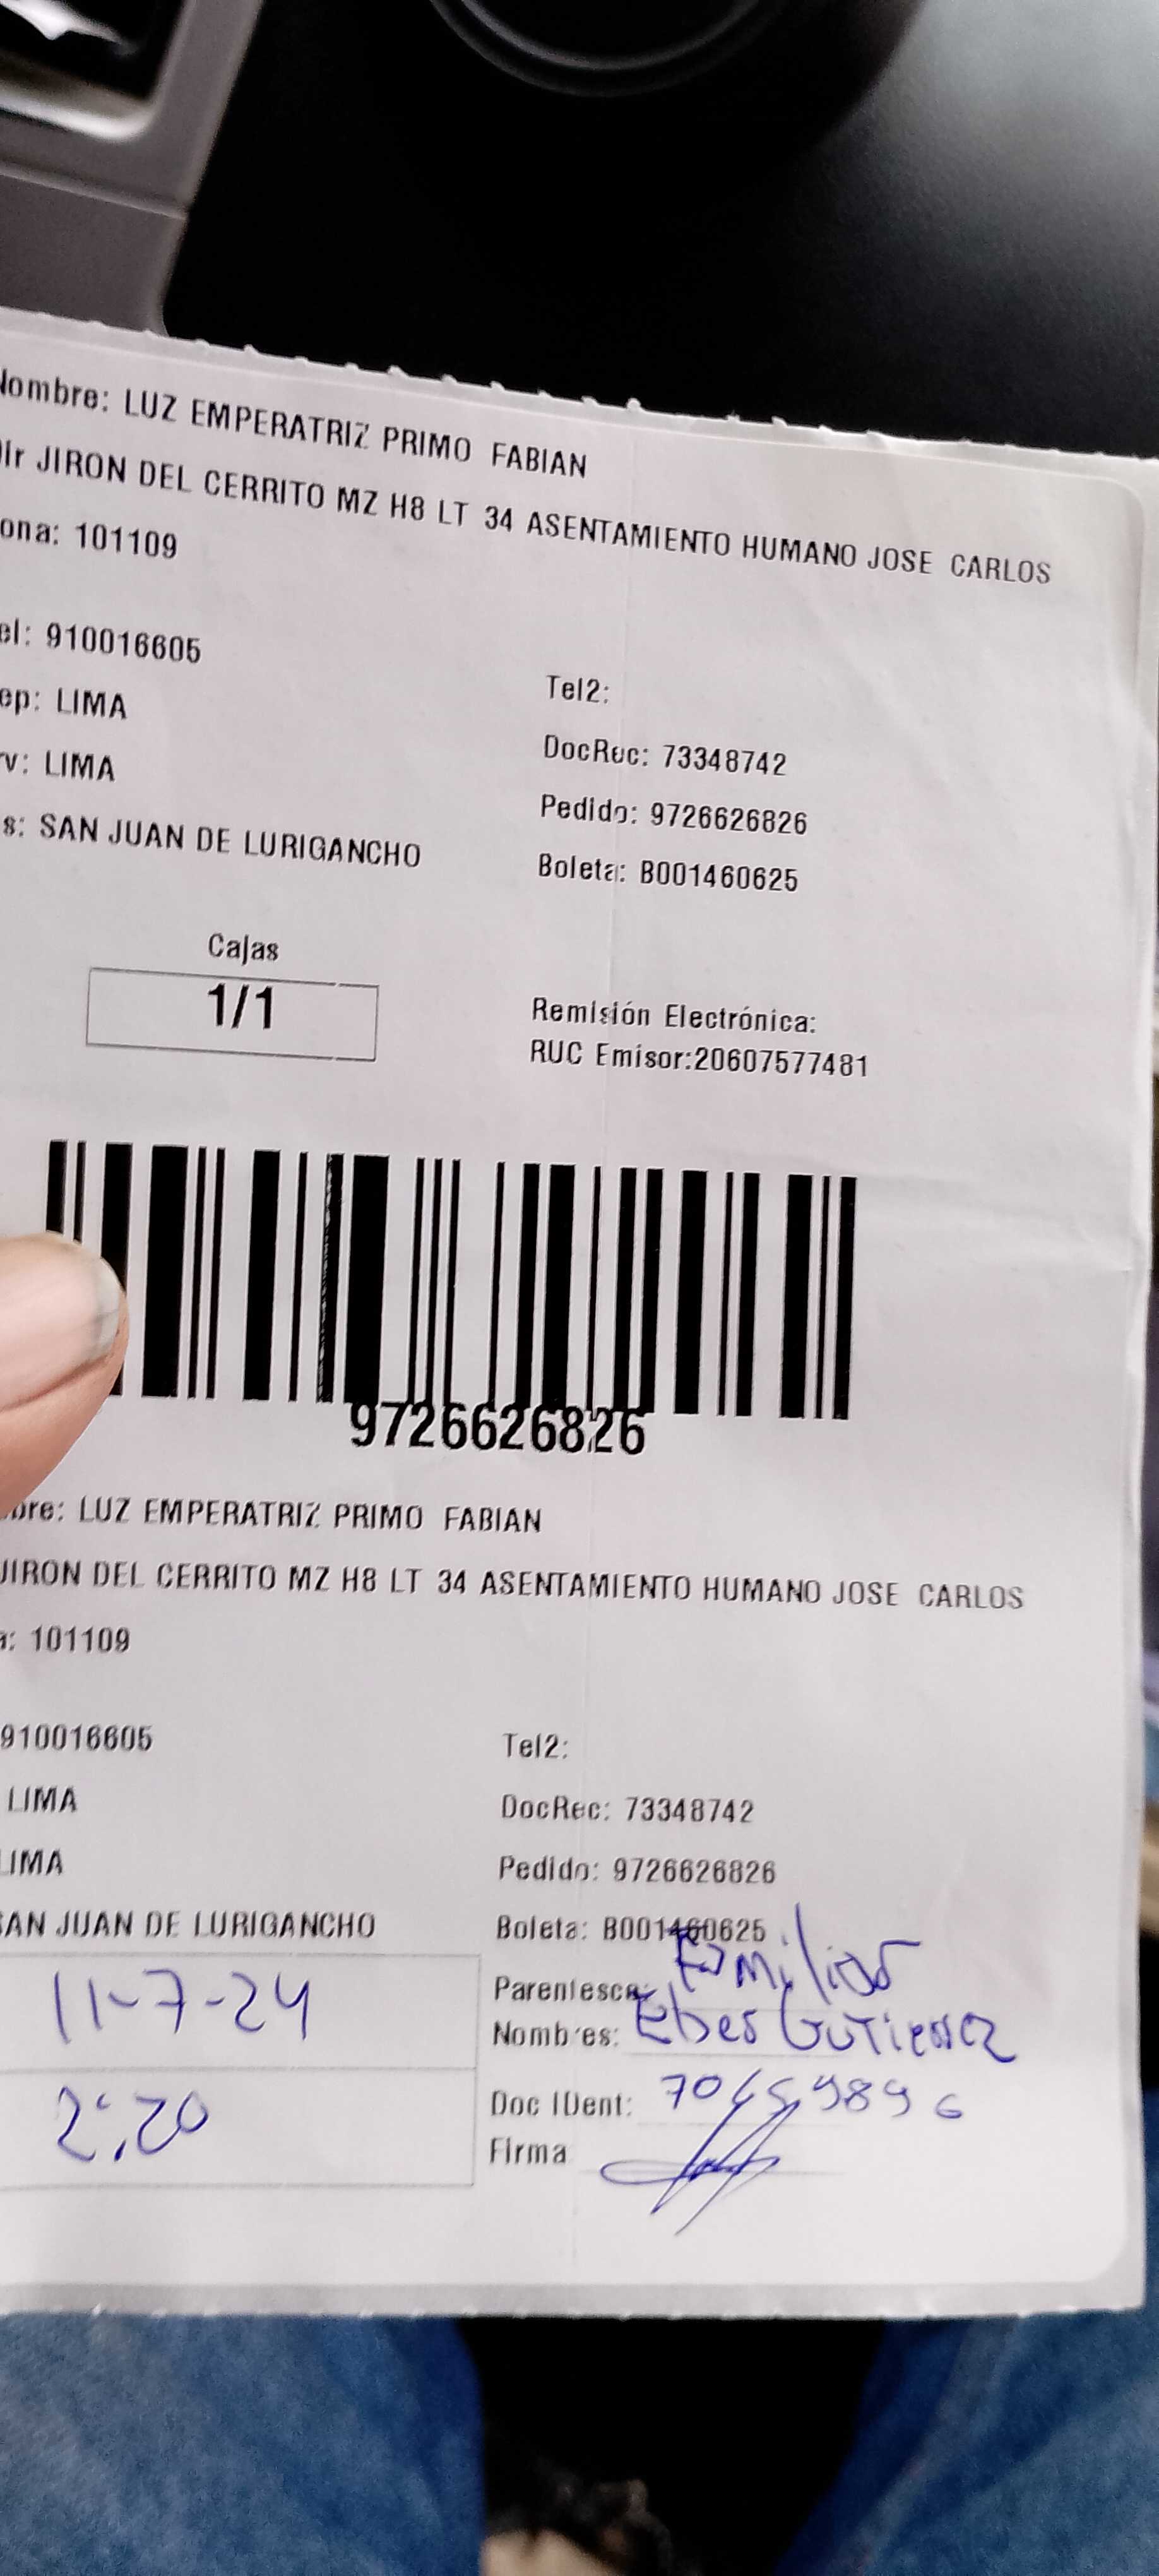 Nombre: LUZ EMPERATRIZ PRIMO FABIAN
Dir JIRON DEL CERRITO MZ H8 LT 34 ASENTAMIENTO HUMANO JOSE CARLOS
ona: 101109
el: 910016605
Tel2:
ep: LIMA
DocRec: 73348742
v: LIMA
Pedido: 9726626826
s: SAN JUAN DE LURIGANCHO
Boleta: B001460625
Cajas
1/1
Remisión Electrónica:
RUC Emisor:20607577481
9726626826
bre: LUZ EMPERATRIZ PRIMO FABIAN
JIRON DEL CERRITO MZ H8 LT 34 ASENTAMIENTO HUMANO JOSE CARLOS
a: 101109
910016605
Tel2:
LIMA
DocRec: 73348742
LIMA
Pedido: 9726626826
SAN JUAN DE LURIGANCHO
Boleta: B001460625
11-7-24
Parentesco: Familiar
Nombres: Eber Gutierrez
2:20
Doc IDent:
Firma